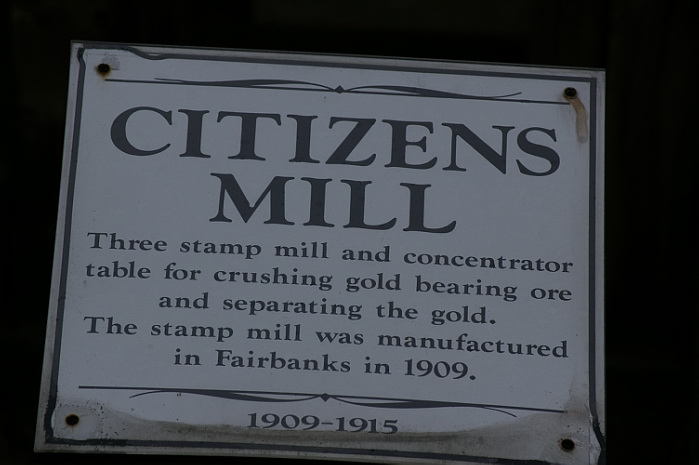 CITIZENS
MILL
Three stamp mill and concentrator
table for crushing gold bearing ore
and separating the gold.
The stamp mill was manufactured
in Fairbanks in 1909.
1909-1915